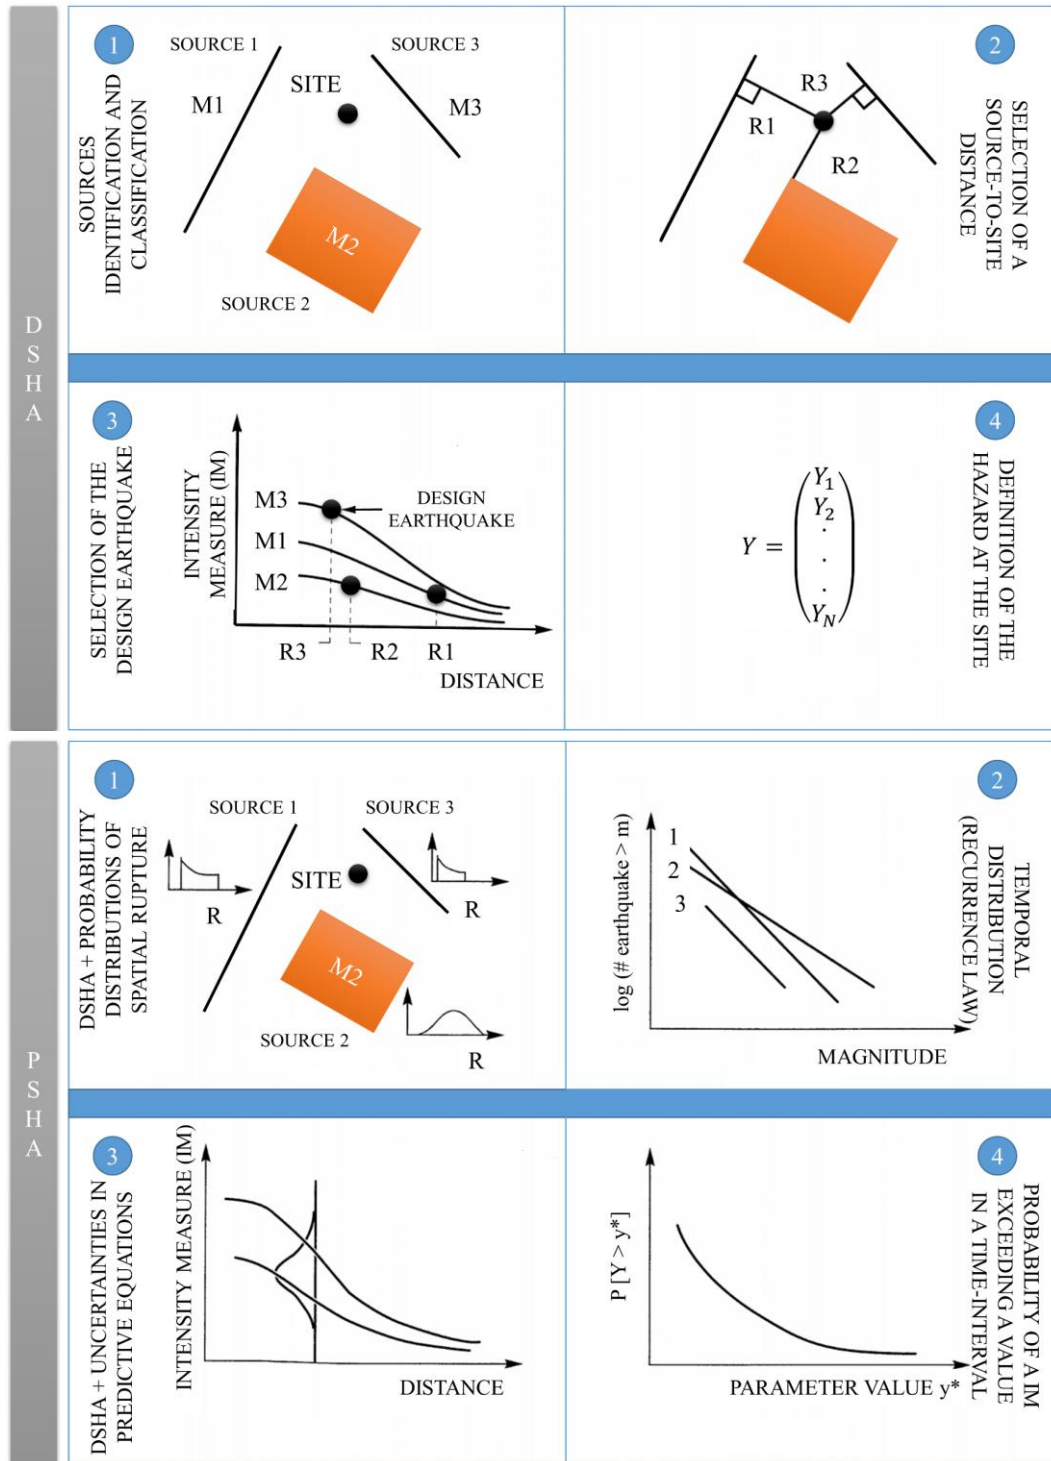 D
S
H
A
1
SOURCES
IDENTIFICATION AND
CLASSIFICATION
SOURCE 1
SOURCE 3
SITE
M1
M3
M2
SOURCE 2
2
SELECTION OF A
SOURCE-TO-SITE
DISTANCE
R3
R1
R2
3
SELECTION OF THE
DESIGN EARTHQUAKE
INTENSITY
MEASURE (IM)
M3
M1
M2
DESIGN
EARTHQUAKE
R3 R2 R1
DISTANCE
4
DEFINITION OF THE
HAZARD AT THE SITE
Y =
Y1
Y2
.
.
.
YN
P
S
H
A
1
DSHA + PROBABILITY
DISTRIBUTIONS OF
SPATIAL RUPTURE
SOURCE 1
SOURCE 3
SITE
R
R
M2
SOURCE 2
R
2
TEMPORAL
DISTRIBUTION
(RECURRENCE LAW)
log (# earthquake > m)
1
2
3
MAGNITUDE
3
DSHA + UNCERTAINTIES IN
PREDICTIVE EQUATIONS
INTENSITY MEASURE (IM)
DISTANCE
4
PROBABILITY OF A IM
EXCEEDING A VALUE
IN A TIME-INTERVAL
P [Y > y*]
PARAMETER VALUE y*